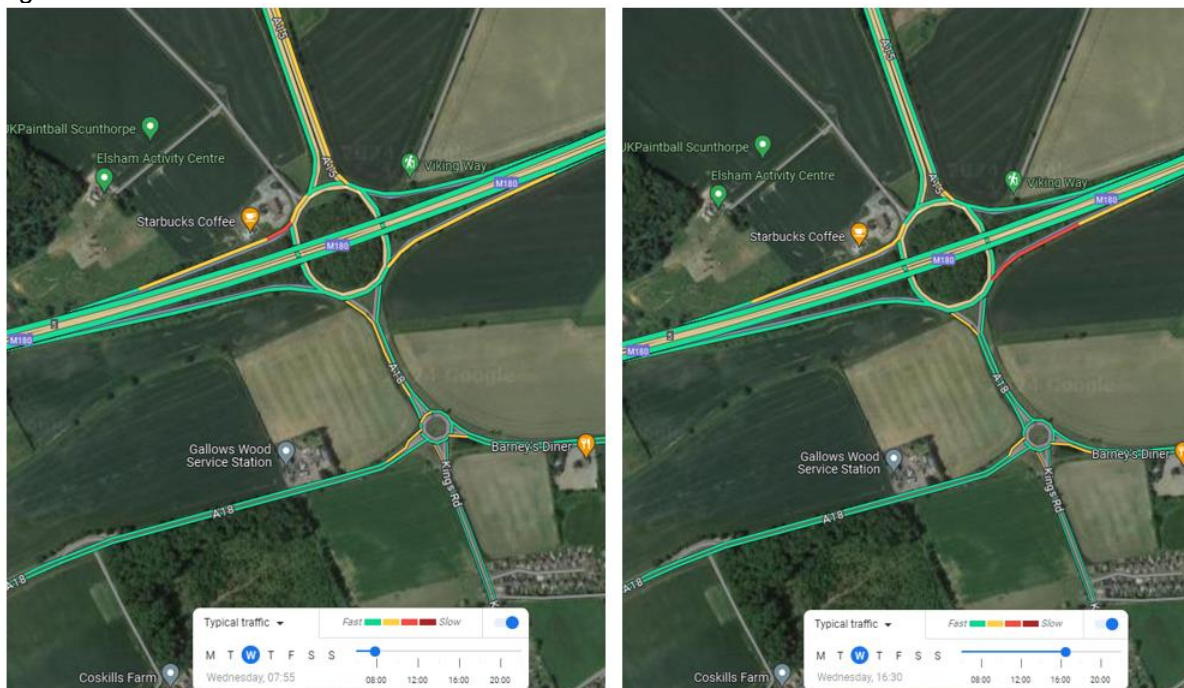 A15
UKPaintball Scunthorpe
Elsham Activity Centre
Viking Way
M180
Starbucks Coffee
A15
M180
M180
A18
Gallows Wood
Service Station
Barney's Diner
Kings Rd
A18
A18
Coskills Farm
Typical traffic
Fast
Slow
M T W T F S S
Wednesday, 07:55
08:00 12:00 16:00 20:00
A15
UKPaintball Scunthorpe
Elsham Activity Centre
Viking Way
M180
Starbucks Coffee
A15
M180
M180
A18
Gallows Wood
Service Station
Barney's Diner
Kings Rd
A18
A18
Coskills Farm
Typical traffic
Fast
Slow
M T W T F S S
Wednesday, 16:30
08:00 12:00 16:00 20:00